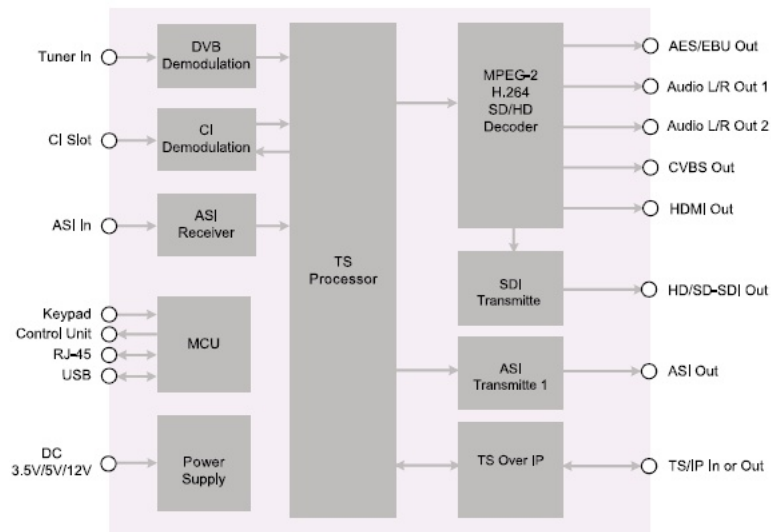 Tuner In
DVB
Demodulation
CI Slot
CI
Demodulation
ASI In
ASI
Receiver
Keypad
Control Unit
RJ-45
USB
MCU
DC
3.5V/5V/12V
Power
Supply
TS
Processor
MPEG-2
H.264
SD/HD
Decoder
AES/EBU Out
Audio L/R Out 1
Audio L/R Out 2
CVBS Out
HDMI Out
SDI
Transmitte
HD/SD-SDI Out
ASI
Transmitte 1
ASI Out
TS Over IP
TS/IP In or Out